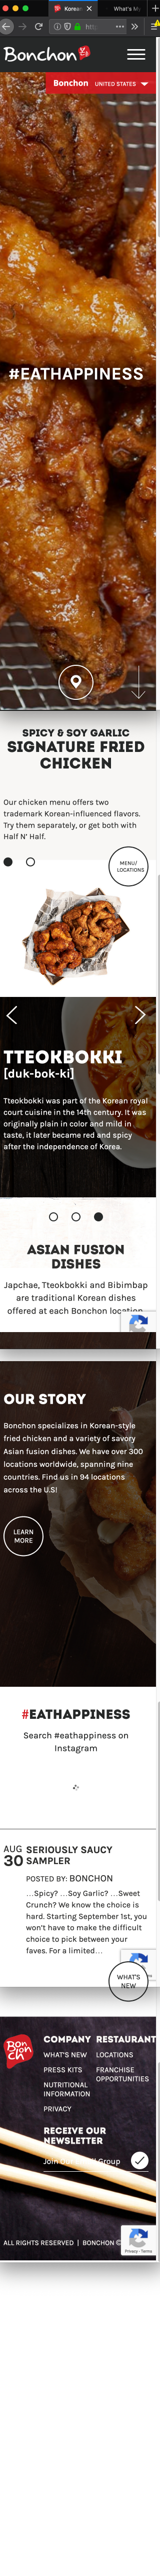 Korean
What's M
http
Bonchon
Bonchon UNITED STATES
#EATHAPPINESS
SPICY & SOY GARLIC
SIGNATURE FRIED
CHICKEN
Our chicken menu offers two
trademark Korean-influenced flavors.
Try them separately, or get both with
Half N' Half.
MENU/
LOCATIONS
TTEOKBOKKI
[duk-bok-ki]
Tteokbokki was part of the Korean royal
court cuisine in the 14th century. It was
originally plain in color and mild in
taste, it later became red and spicy
after the independence of Korea.
ASIAN FUSION
DISHES
Japchae, Tteokbokki and Bibimbap
are traditional Korean dishes
offered at each Bonchon location
OUR STORY
Bonchon specializes in Korean-style
fried chicken and a variety of savory
Asian fusion dishes. We have over 300
locations worldwide, spanning nine
countries. Find us in 94 locations
across the U.S!
LEARN
MORE
#EATHAPPINESS
Search #eathappiness on
Instagram
AUG
30
SERIOUSLY SAUCY
SAMPLER
POSTED BY: BONCHON
...Spicy? ...Soy Garlic? ...Sweet
Crunch? We know the choice is
hard. Starting September 1st, you
won't have to make the difficult
choice to pick between your
faves. For a limited...
WHAT'S
NEW
Bon
Chon
COMPANY
WHAT'S NEW
PRESS KITS
NUTRITIONAL
INFORMATION
PRIVACY
RESTAURANT
LOCATIONS
FRANCHISE
OPPORTUNITIES
RECEIVE OUR
NEWSLETTER
Join Our Group
ALL RIGHTS RESERVED | BONCHON ©
Privacy - Terms